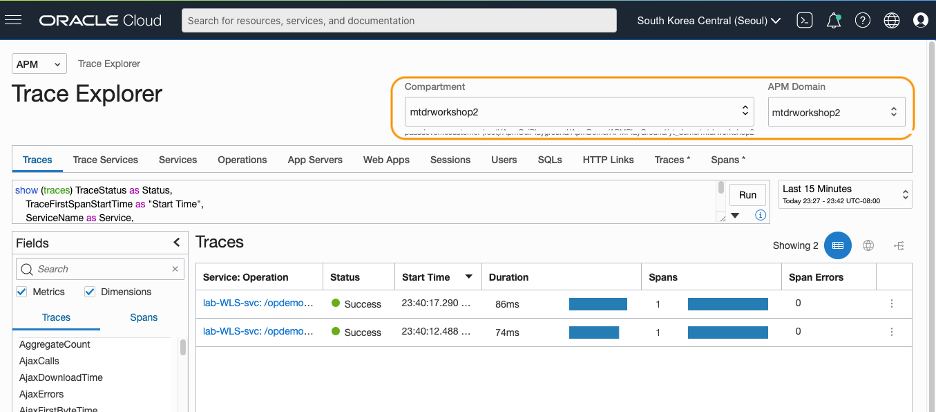 ORACLE Cloud
Search for resources, services, and documentation
South Korea Central (Seoul)
APM
Trace Explorer
Trace Explorer
Compartment
APM Domain
mtdrworkshop2
mtdrworkshop2
Traces
Trace Services
Services
Operations
App Servers
Web Apps
Sessions
Users
SQLs
HTTP Links
Traces *
Spans *
show (traces) TraceStatus as Status,
TraceFirstSpanStartTime as "Start Time",
ServiceName as Service,
Run
Last 15 Minutes
Today 23:27 - 23:42 UTC-08:00
Fields
Search
Metrics
Dimensions
Traces
Spans
AggregateCount
AjaxCalls
AjaxDownloadTime
AjaxErrors
AjaxFirstByteTime
Traces
Showing 2
Service: Operation
Status
Start Time
Duration
Spans
Span Errors
lab-WLS-svc: /opdemo...
Success
23:40:17.290 ...
86ms
1
0
lab-WLS-svc: /opdemo...
Success
23:40:12.488 ...
74ms
1
0